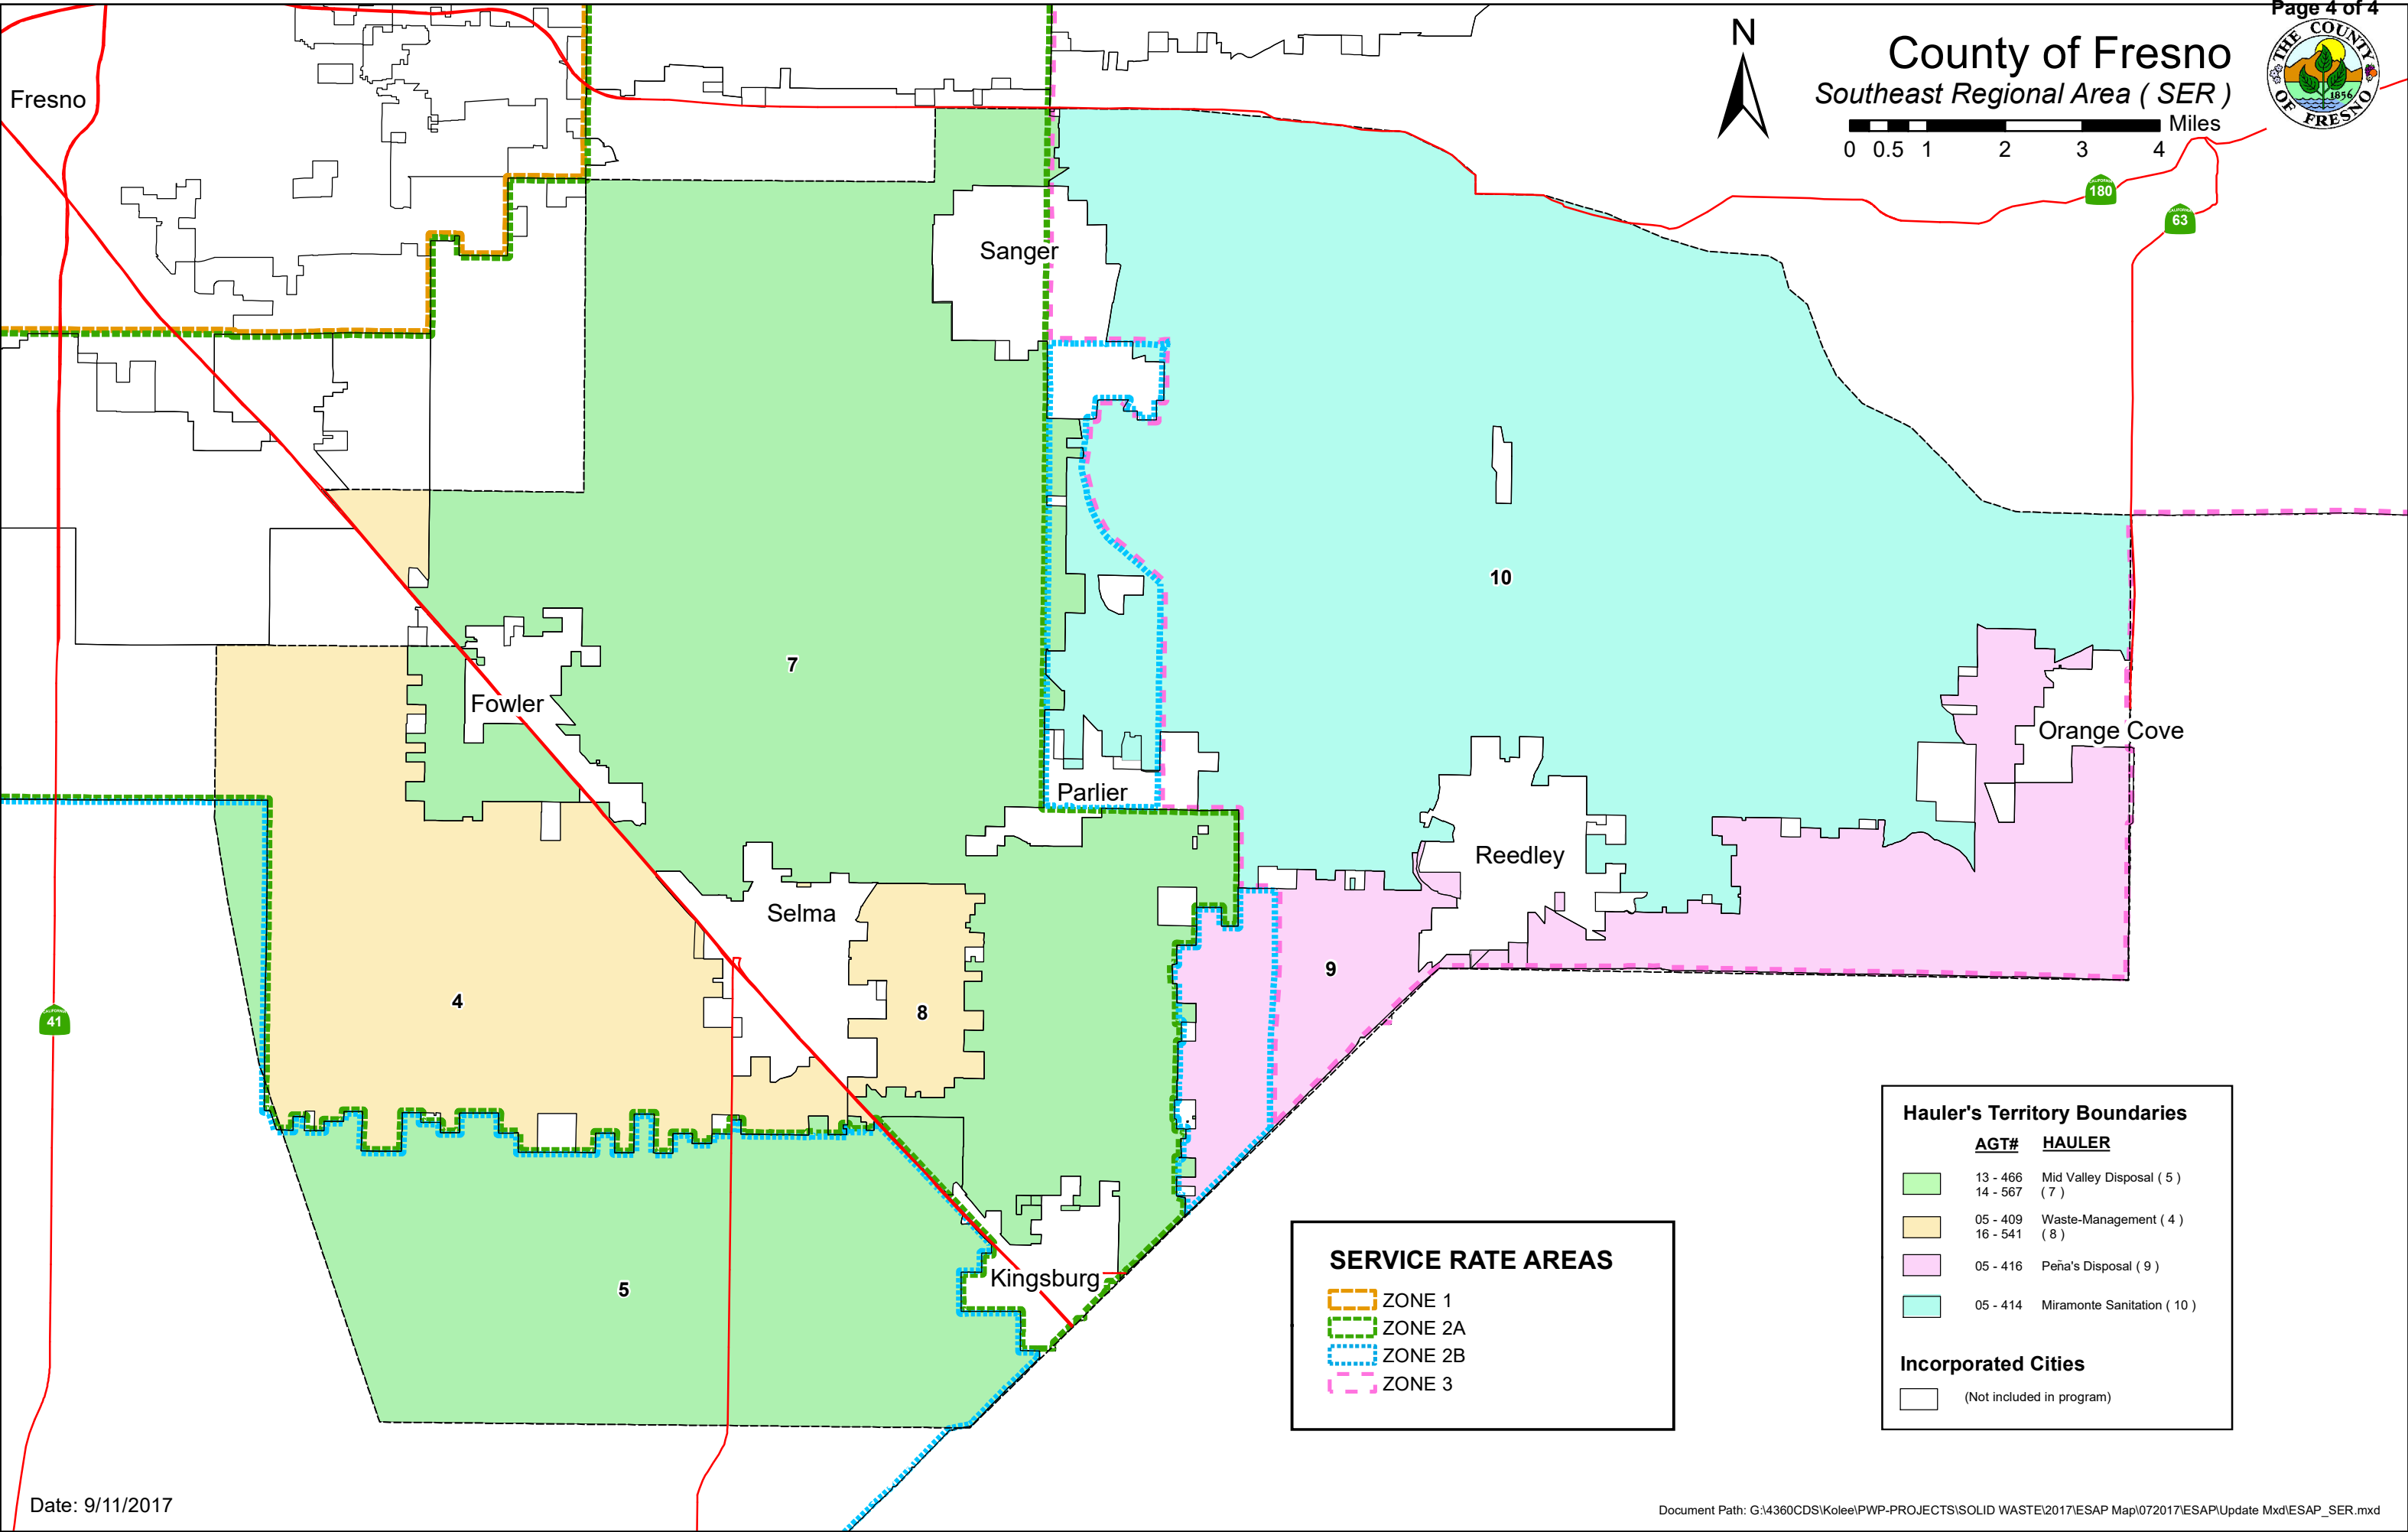 Page 4 of 4
N
County of Fresno
Southeast Regional Area ( SER )
Miles
0 0.5 1 2 3 4
THE COUNTY
OF FRESNO
1856
Fresno
CALIFORNIA
180
CALIFORNIA
63
Sanger
10
7
Fowler
Orange Cove
Parlier
Reedley
Selma
9
4
8
CALIFORNIA
41
Kingsburg
5
SERVICE RATE AREAS
ZONE 1
ZONE 2A
ZONE 2B
ZONE 3
Hauler's Territory Boundaries
AGT# HAULER
13 - 466 Mid Valley Disposal ( 5 )
14 - 567 ( 7 )
05 - 409 Waste-Management ( 4 )
16 - 541 ( 8 )
05 - 416 Peña's Disposal ( 9 )
05 - 414 Miramonte Sanitation ( 10 )
Incorporated Cities
(Not included in program)
Date: 9/11/2017
Document Path: G:\4360CDS\Kolee\PWP-PROJECTS\SOLID WASTE\2017\ESAP Map\072017\ESAP\Update Mxd\ESAP_SER.mxd